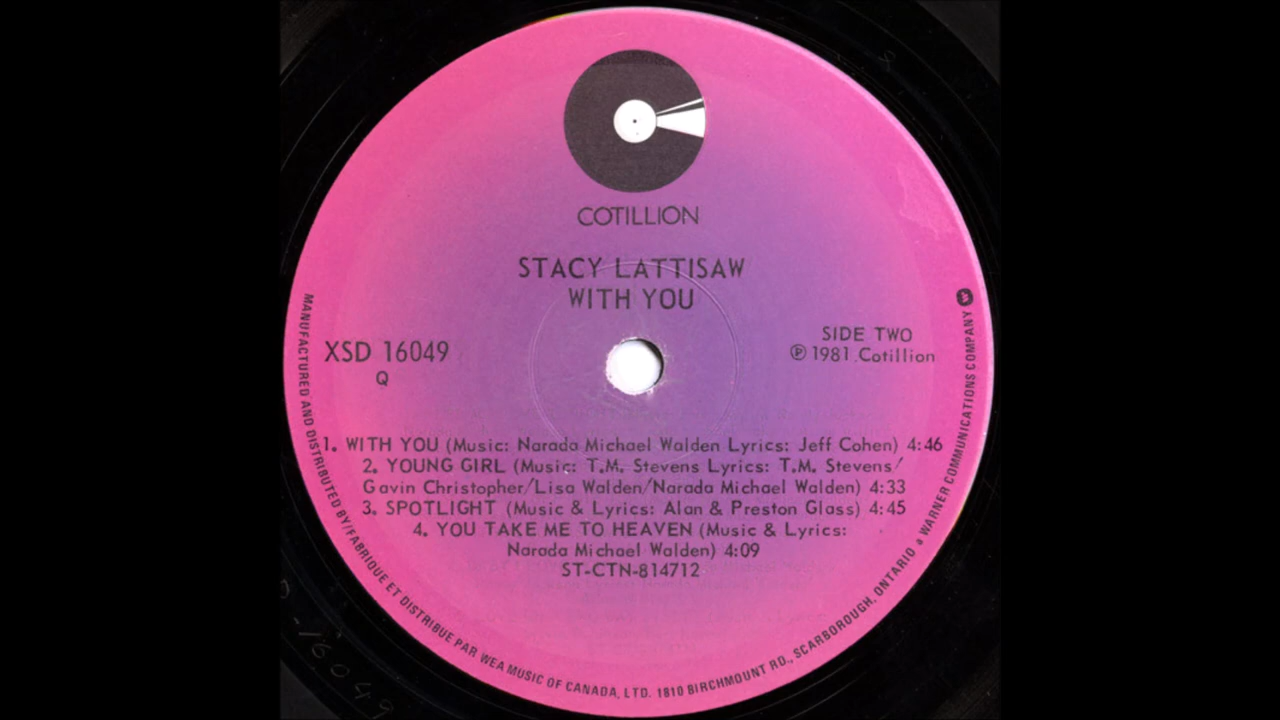 COTILLION
STACY LATTISAW
WITH YOU
XSD 16049
Q
SIDE TWO
℗ 1981 Cotillion
1. WITH YOU (Music: Narada Michael Walden Lyrics: Jeff Cohen) 4:46
2. YOUNG GIRL (Music: T.M. Stevens Lyrics: T.M. Stevens/
Gavin Christopher/Lisa Walden/Narada Michael Walden) 4:33
3. SPOTLIGHT (Music & Lyrics: Alan & Preston Glass) 4:45
4. YOU TAKE ME TO HEAVEN (Music & Lyrics:
Narada Michael Walden) 4:09
ST-CTN-814712
MANUFACTURED AND DISTRIBUTED BY/FABRIQUE ET DISTRIBUE PAR WEA MUSIC OF CANADA, LTD. 1810 BIRCHMOUNT RD., SCARBOROUGH, ONTARIO a WARNER COMMUNICATIONS COMPANY
-16049